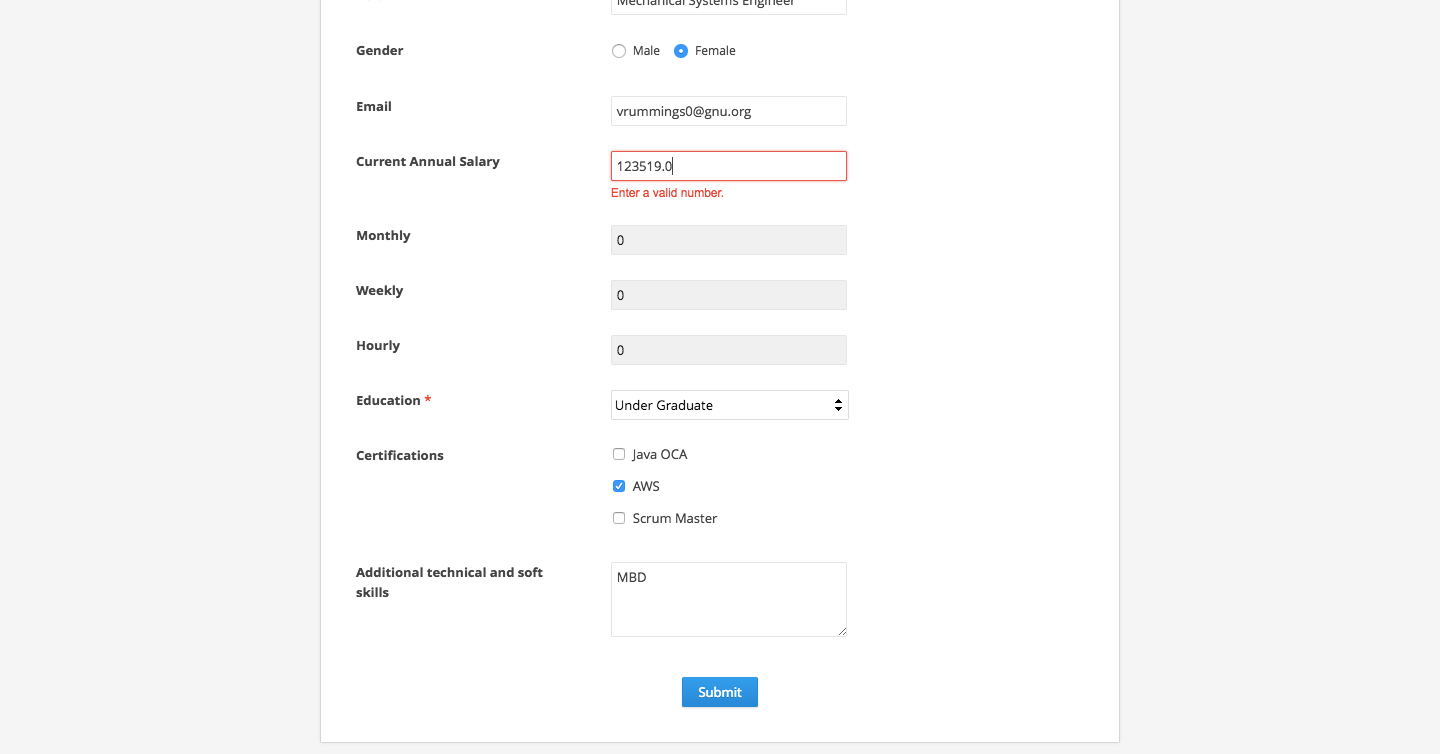 Mechanical Systems Engineer
Gender
Male Female
Email
vrummings0@gnu.org
Current Annual Salary
123519.0
Enter a valid number.
Monthly
0
Weekly
0
Hourly
0
Education *
Under Graduate
Certifications
Java OCA
AWS
Scrum Master
Additional technical and soft
skills
MBD
Submit